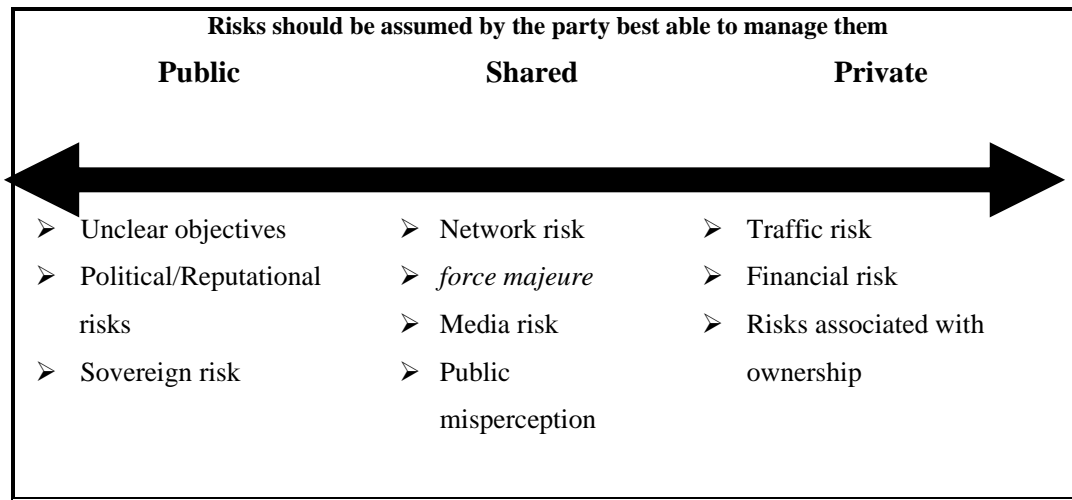 Risks should be assumed by the party best able to manage them
Public Shared Private
➢ Unclear objectives
➢ Political/Reputational
risks
➢ Sovereign risk
➢ Network risk
➢ force majeure
➢ Media risk
➢ Public
misperception
➢ Traffic risk
➢ Financial risk
➢ Risks associated with
ownership